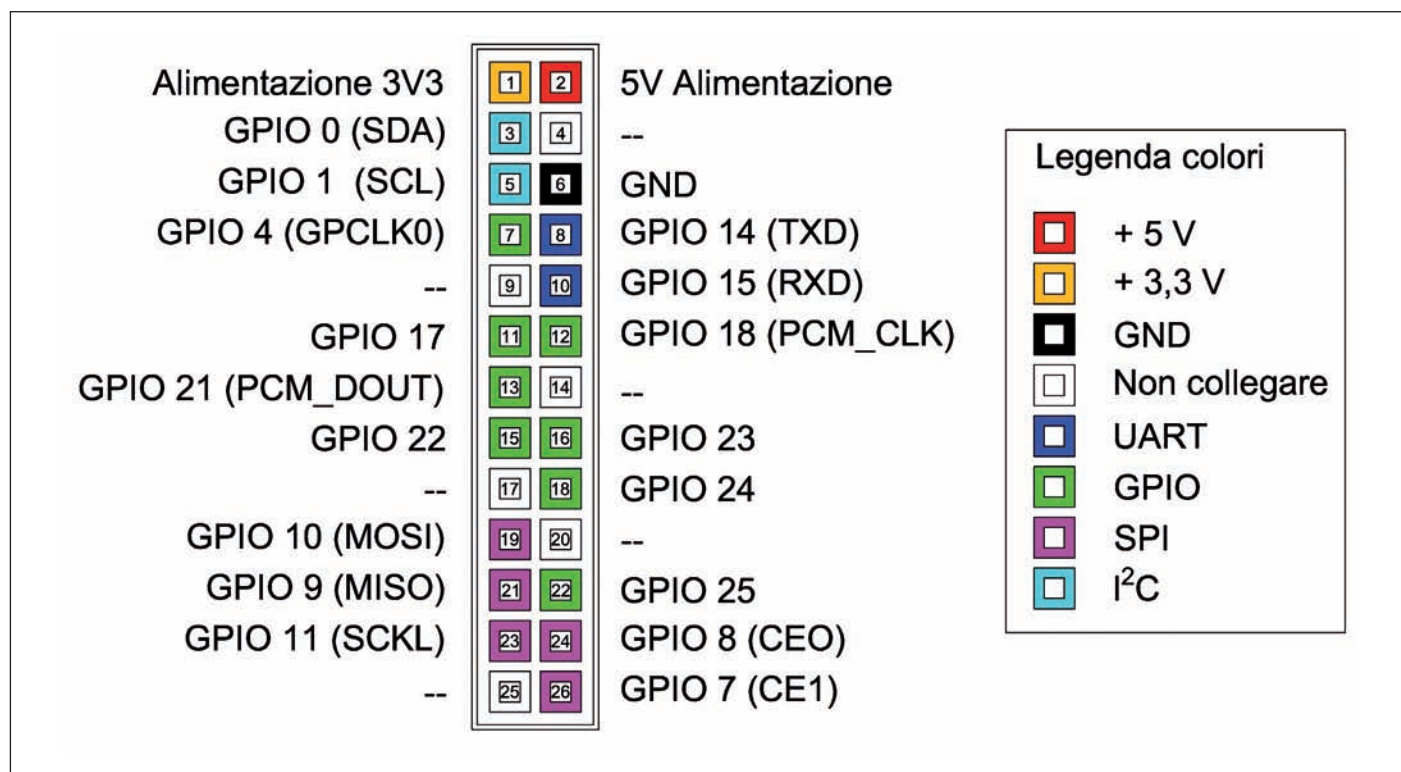 Alimentazione 3V3 1 2 5V Alimentazione
GPIO 0 (SDA) 3 4 --
GPIO 1 (SCL) 5 6 GND
GPIO 4 (GPCLK0) 7 8 GPIO 14 (TXD)
-- 9 10 GPIO 15 (RXD)
GPIO 17 11 12 GPIO 18 (PCM_CLK)
GPIO 21 (PCM_DOUT) 13 14 --
GPIO 22 15 16 GPIO 23
-- 17 18 GPIO 24
GPIO 10 (MOSI) 19 20 --
GPIO 9 (MISO) 21 22 GPIO 25
GPIO 11 (SCKL) 23 24 GPIO 8 (CEO)
-- 25 26 GPIO 7 (CE1)
Legenda colori
+ 5 V
+ 3,3 V
GND
Non collegare
UART
GPIO
SPI
I²C